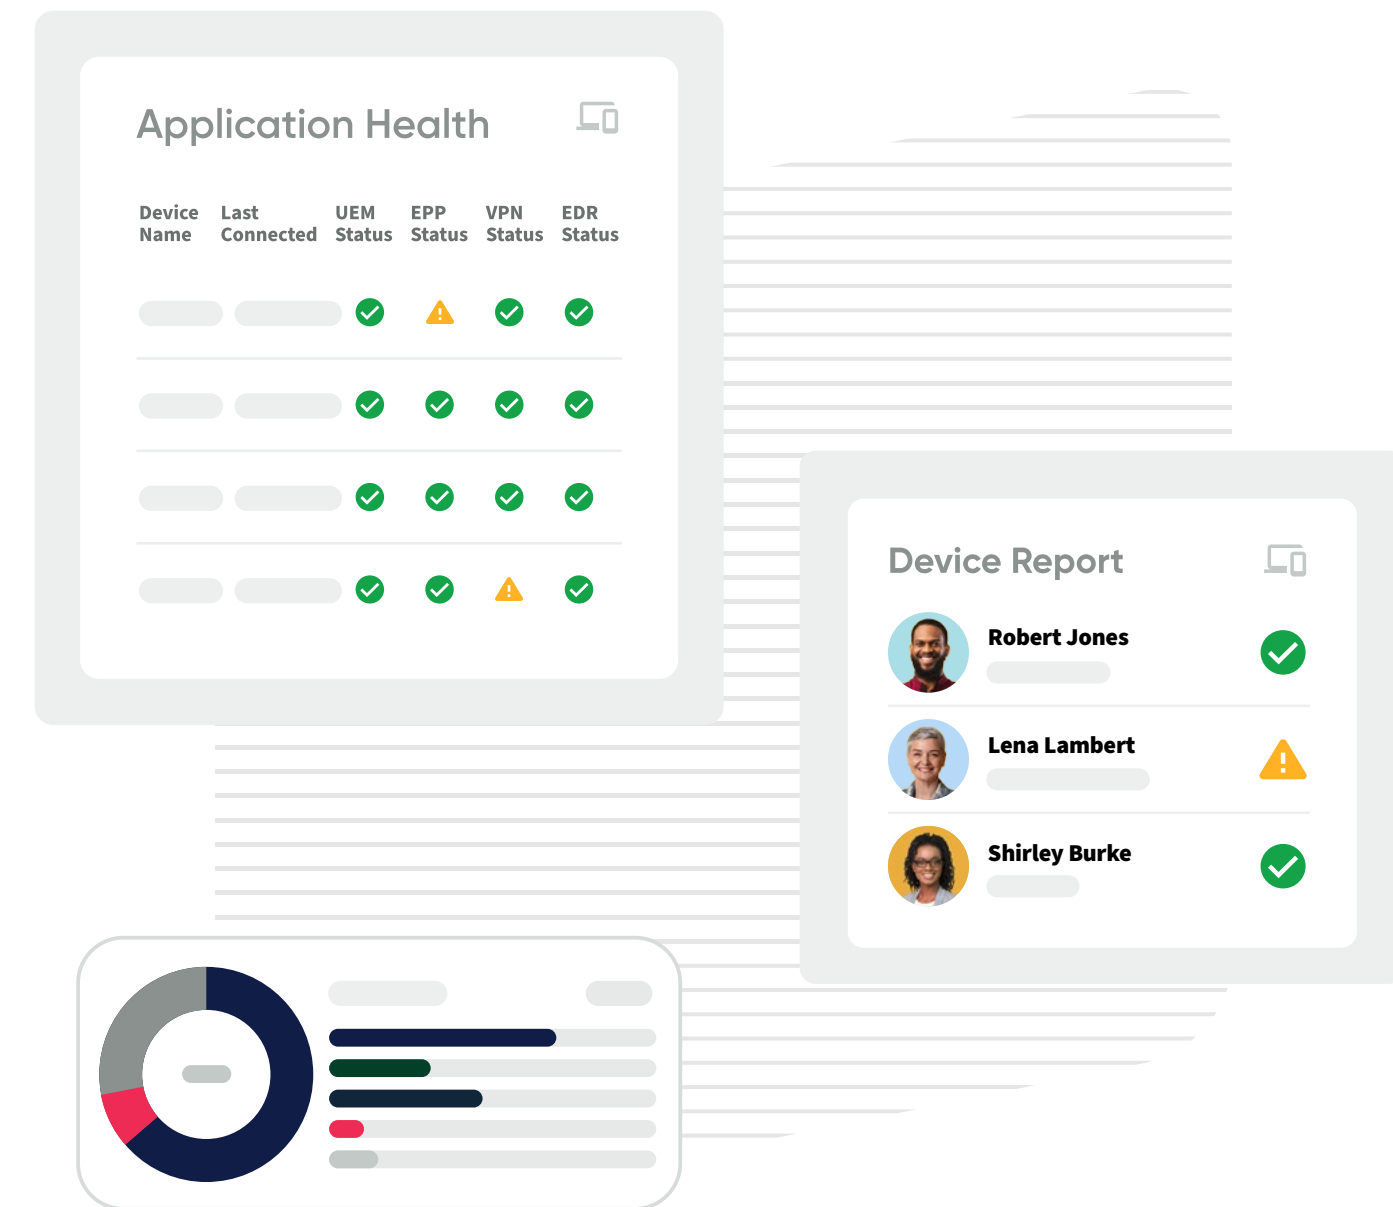 Application Health
Device Name
Last Connected
UEM Status
EPP Status
VPN Status
EDR Status
Device Report
Robert Jones
Lena Lambert
Shirley Burke